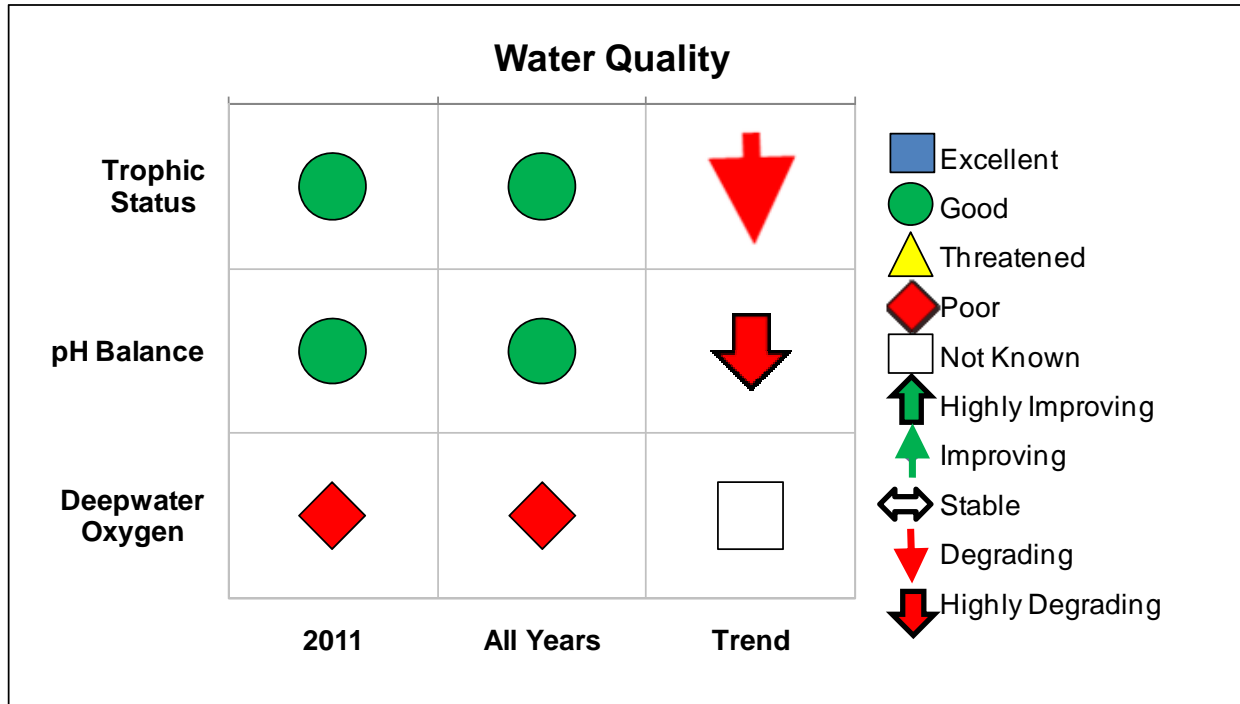 Water Quality
Trophic
Status
pH Balance
Deepwater
Oxygen
2011
All Years
Trend
Excellent
Good
Threatened
Poor
Not Known
Highly Improving
Improving
Stable
Degrading
Highly Degrading